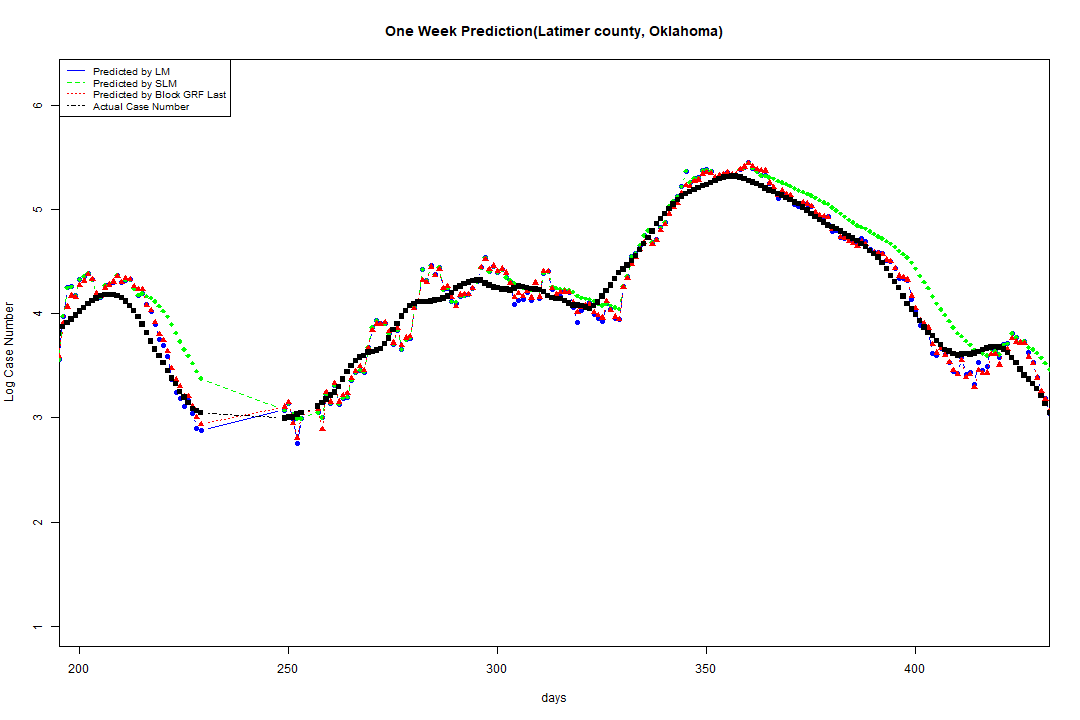 One Week Prediction(Latimer county, Oklahoma)
Predicted by LM
Predicted by SLM
Predicted by Block GRF Last
Actual Case Number
Log Case Number
6
5
4
3
2
1
200 250 300 350 400
days